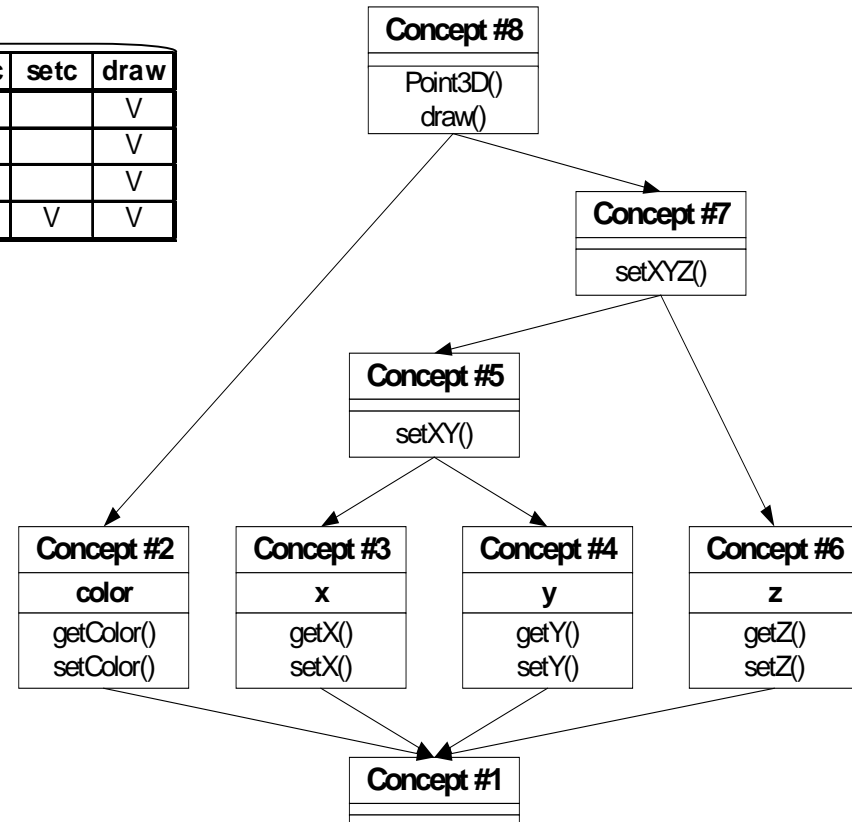 c setc draw
V
V
V
V V
Concept #8
Point3D()
draw()
Concept #7
setXYZ()
Concept #5
setXY()
Concept #2
color
getColor()
setColor()
Concept #3
x
getX()
setX()
Concept #4
y
getY()
setY()
Concept #6
z
getZ()
setZ()
Concept #1